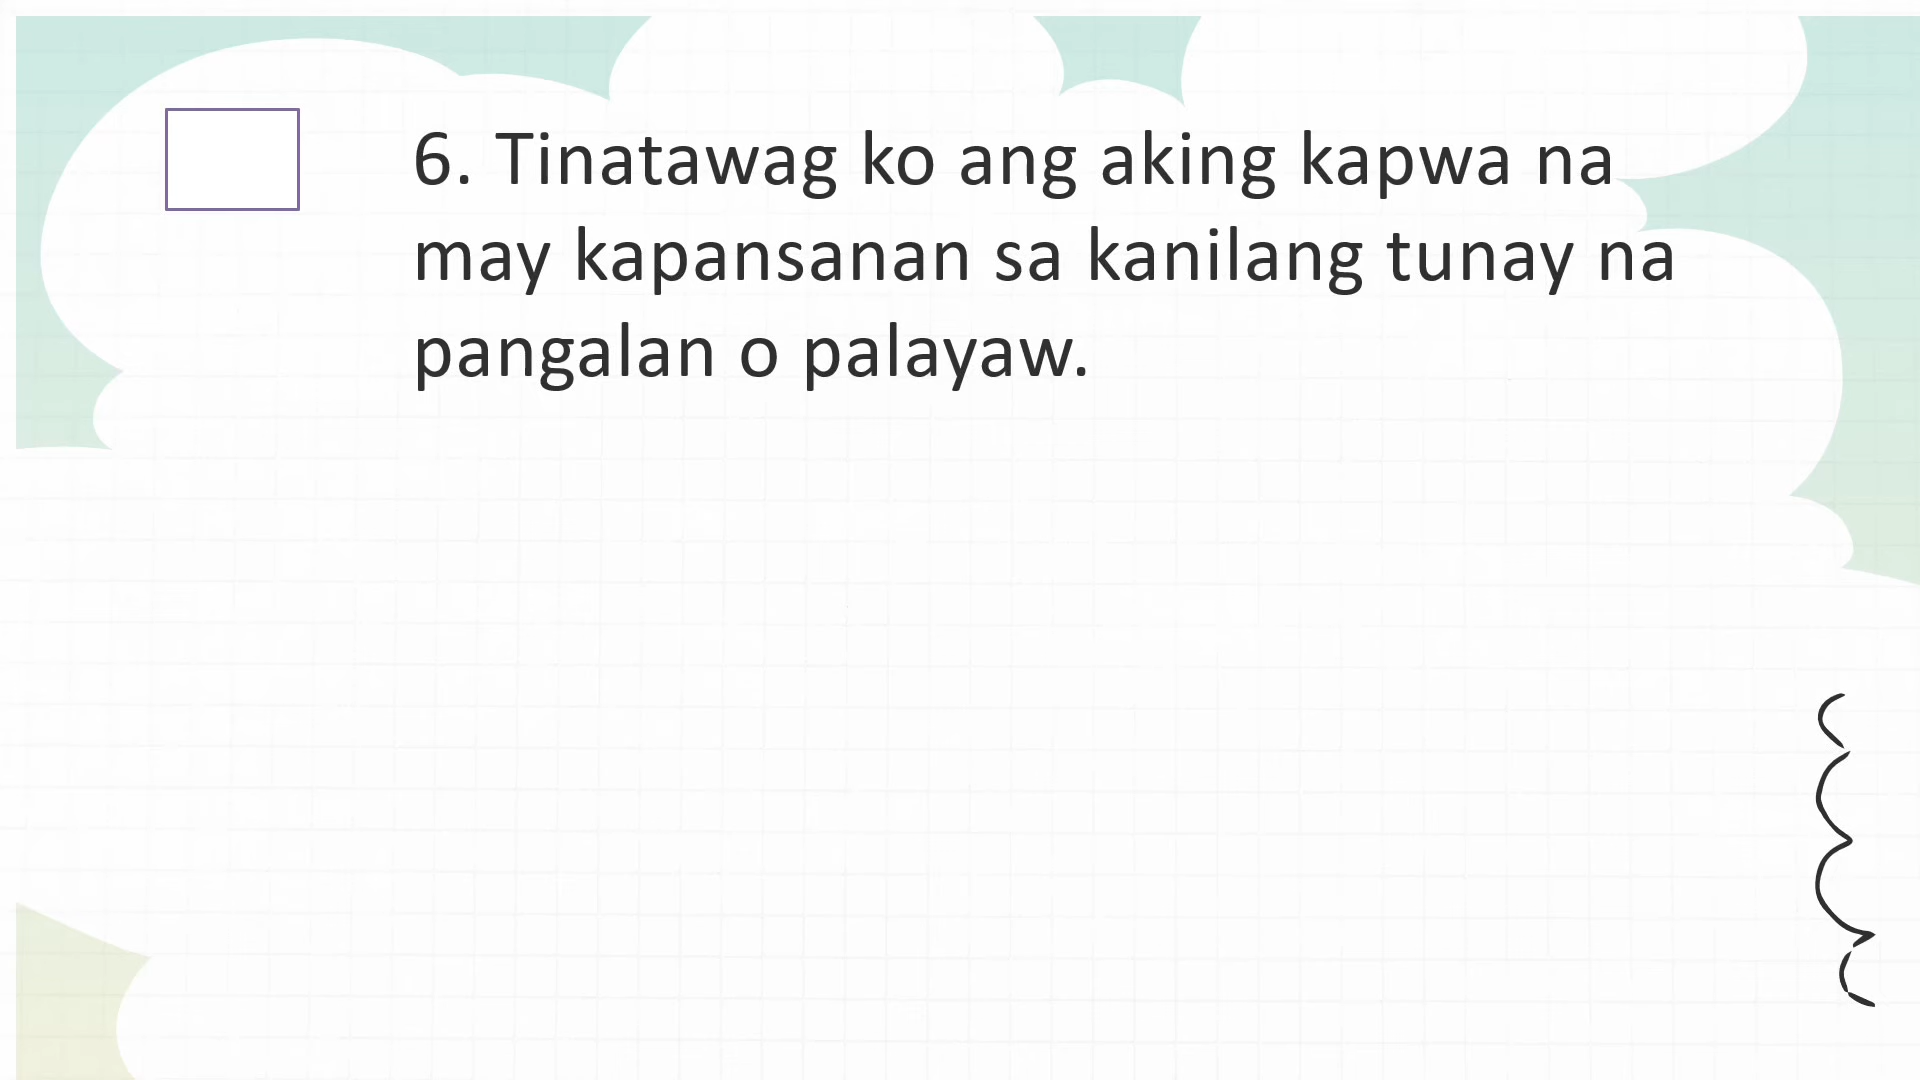 6. Tinatawag ko ang aking kapwa na
may kapansanan sa kanilang tunay na
pangalan o palayaw.